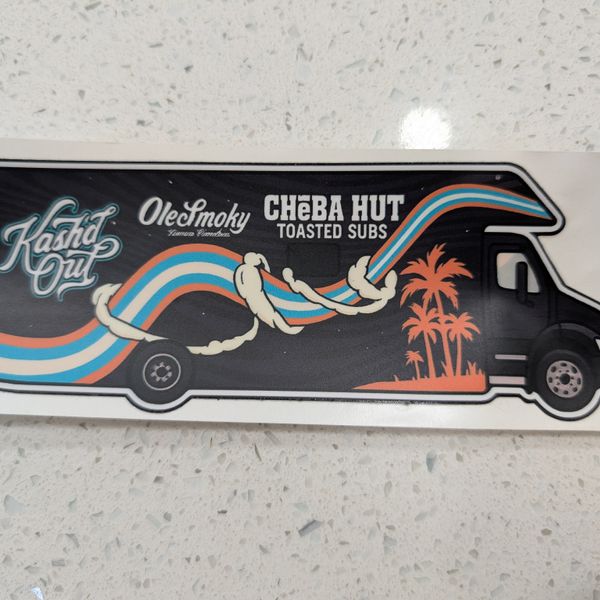 Kash'd
Out
OleSmoky
CHēBA HUT
TOASTED SUBS